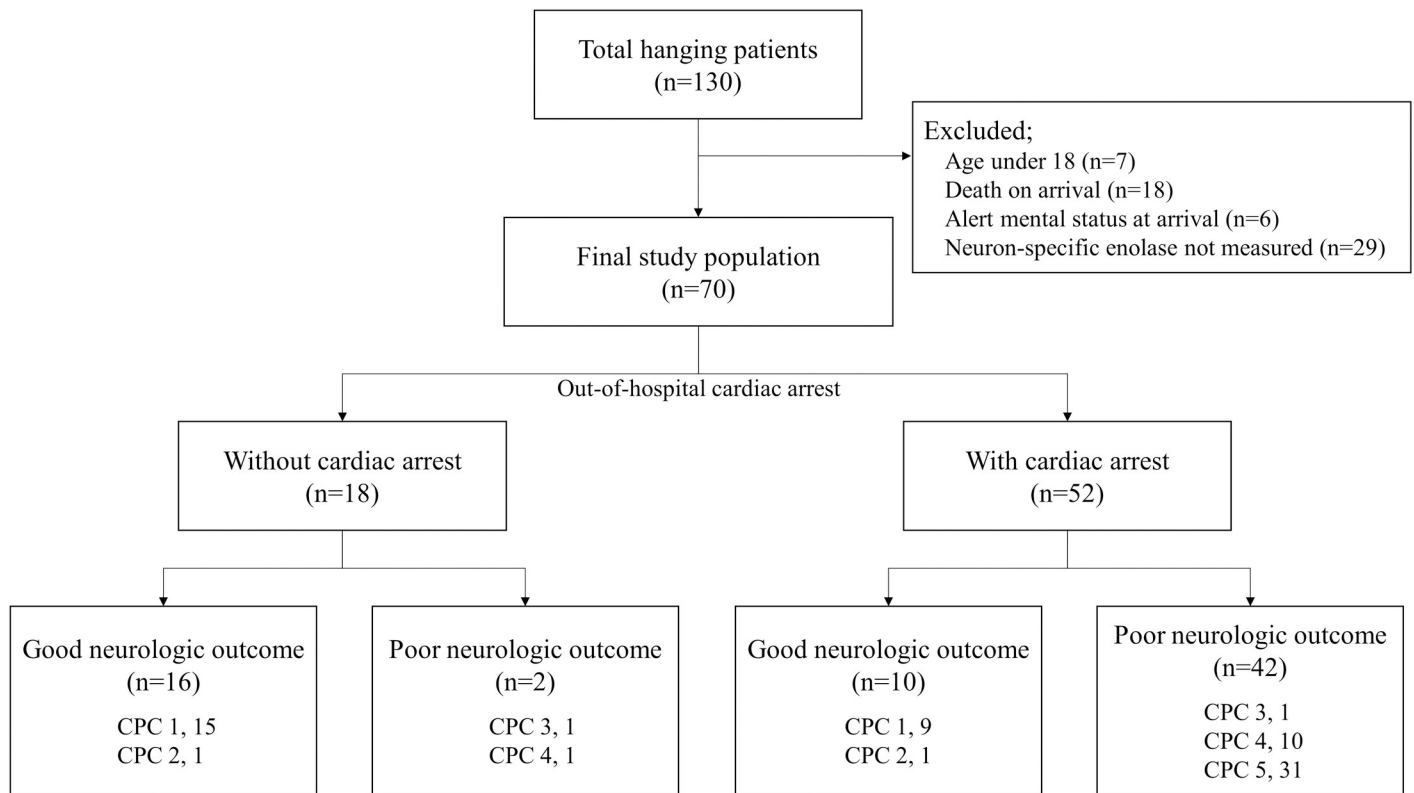 Total hanging patients
(n=130)
Excluded;
Age under 18 (n=7)
Death on arrival (n=18)
Alert mental status at arrival (n=6)
Neuron-specific enolase not measured (n=29)
Final study population
(n=70)
Out-of-hospital cardiac arrest
Without cardiac arrest
(n=18)
With cardiac arrest
(n=52)
Good neurologic outcome
(n=16)
CPC 1, 15
CPC 2, 1
Poor neurologic outcome
(n=2)
CPC 3, 1
CPC 4, 1
Good neurologic outcome
(n=10)
CPC 1, 9
CPC 2, 1
Poor neurologic outcome
(n=42)
CPC 3, 1
CPC 4, 10
CPC 5, 31